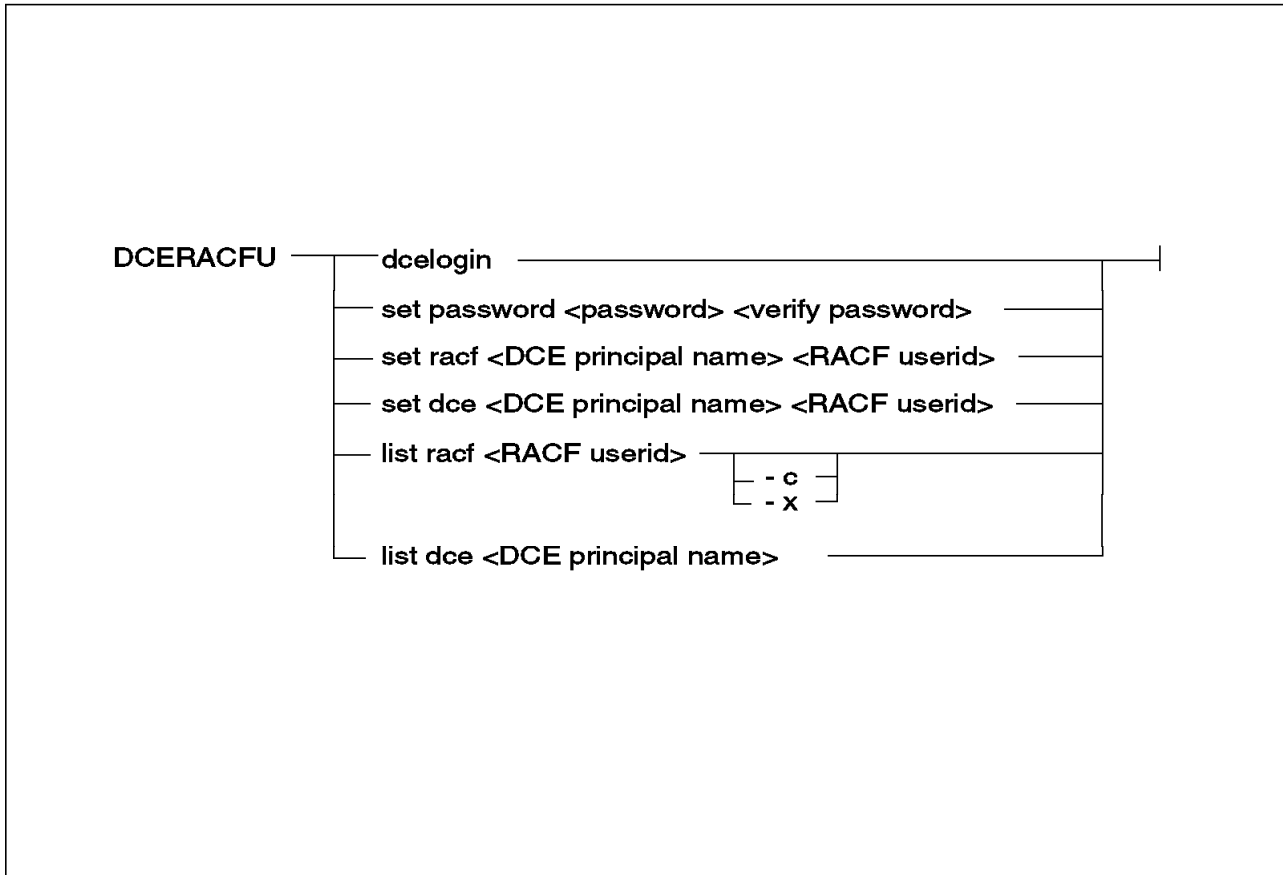 DCERACFU dcelogin
set password <password> <verify password>
set racf <DCE principal name> <RACF userid>
set dce <DCE principal name> <RACF userid>
list racf <RACF userid>
- c
- x
list dce <DCE principal name>